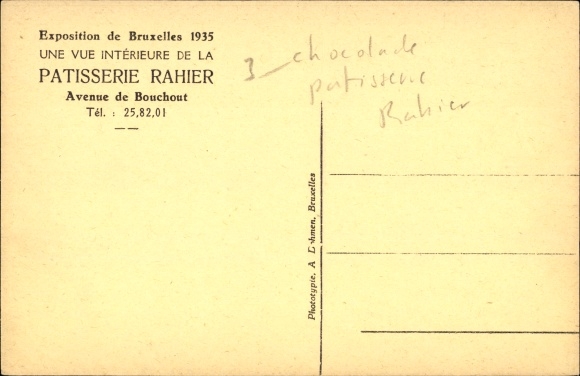 Exposition de Bruxelles 1935
UNE VUE INTÉRIEURE DE LA
PATISSERIE RAHIER
Avenue de Bouchout
Tél. : 25,82,01
3 — chocolade
patisserie
Rahier
Phototypie. A Dohmen, Bruxelles